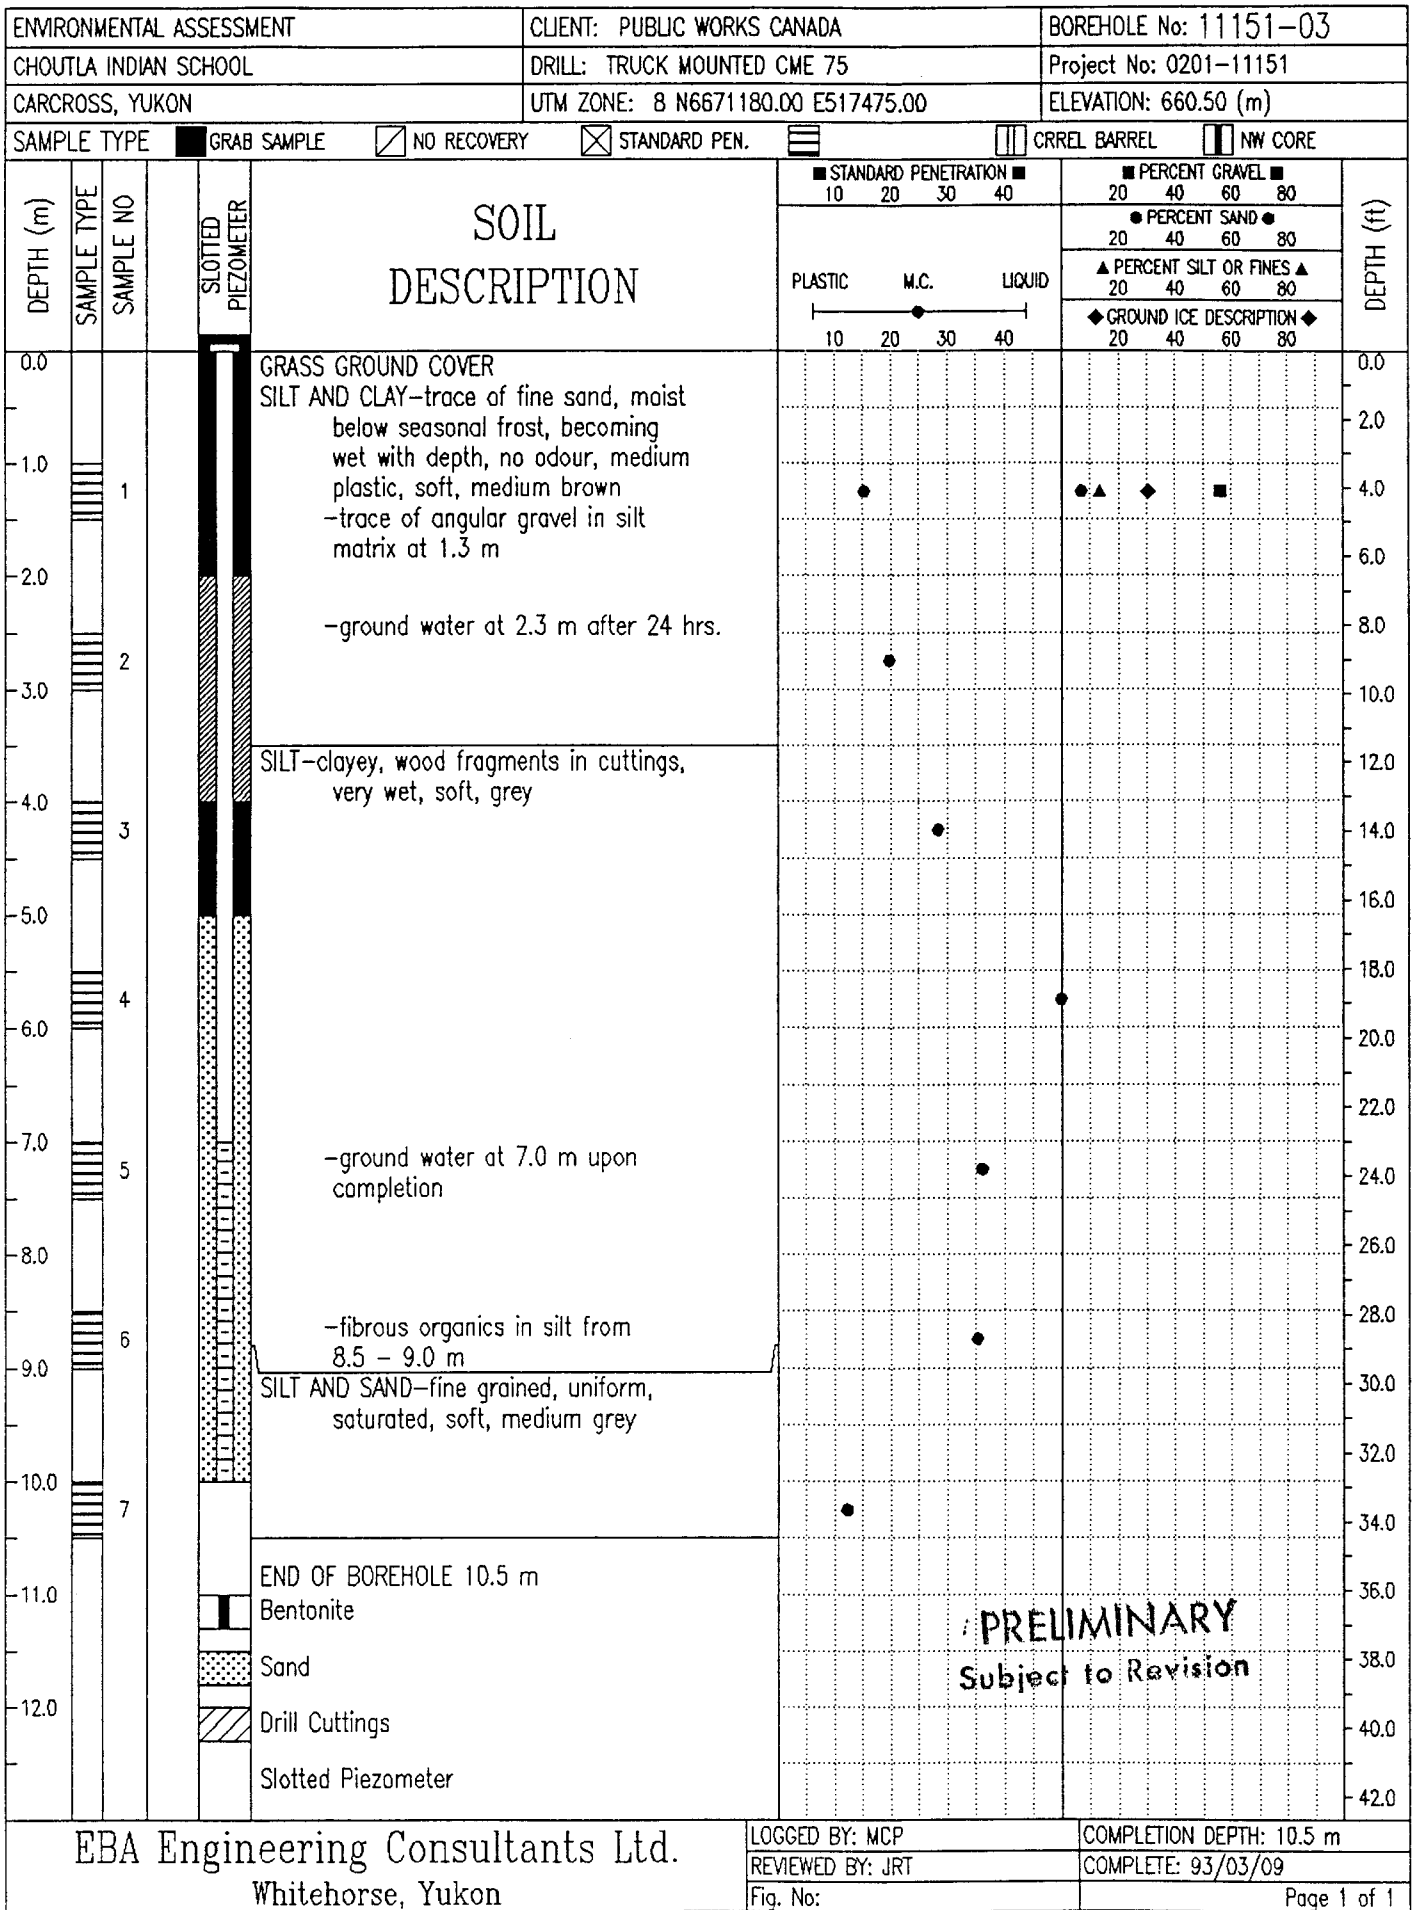 ENVIRONMENTAL ASSESSMENT
CLIENT: PUBLIC WORKS CANADA
BOREHOLE No: 11151-03
CHOUTLA INDIAN SCHOOL
DRILL: TRUCK MOUNTED CME 75
Project No: 0201-11151
CARCROSS, YUKON
UTM ZONE: 8 N6671180.00 E517475.00
ELEVATION: 660.50 (m)
SAMPLE TYPE
GRAB SAMPLE
NO RECOVERY
STANDARD PEN.
CRREL BARREL
NW CORE
DEPTH (m)
SAMPLE TYPE
SAMPLE NO
SLOTTED
PIEZOMETER
SOIL
DESCRIPTION
■ STANDARD PENETRATION ■
10 20 30 40
PLASTIC M.C. LIQUID
10 20 30 40
■ PERCENT GRAVEL ■
20 40 60 80
● PERCENT SAND ●
20 40 60 80
▲ PERCENT SILT OR FINES ▲
20 40 60 80
◆ GROUND ICE DESCRIPTION ◆
20 40 60 80
DEPTH (ft)
0.0
1.0
2.0
3.0
4.0
5.0
6.0
7.0
8.0
9.0
10.0
11.0
12.0
1
2
3
4
5
6
7
GRASS GROUND COVER
SILT AND CLAY-trace of fine sand, moist
below seasonal frost, becoming
wet with depth, no odour, medium
plastic, soft, medium brown
-trace of angular gravel in silt
matrix at 1.3 m
-ground water at 2.3 m after 24 hrs.
SILT-clayey, wood fragments in cuttings,
very wet, soft, grey
-ground water at 7.0 m upon
completion
-fibrous organics in silt from
8.5 - 9.0 m
SILT AND SAND-fine grained, uniform,
saturated, soft, medium grey
END OF BOREHOLE 10.5 m
Bentonite
Sand
Drill Cuttings
Slotted Piezometer
0.0
2.0
4.0
6.0
8.0
10.0
12.0
14.0
16.0
18.0
20.0
22.0
24.0
26.0
28.0
30.0
32.0
34.0
36.0
38.0
40.0
42.0
PRELIMINARY
Subject to Revision
EBA Engineering Consultants Ltd.
Whitehorse, Yukon
LOGGED BY: MCP
COMPLETION DEPTH: 10.5 m
REVIEWED BY: JRT
COMPLETE: 93/03/09
Fig. No:
Page 1 of 1